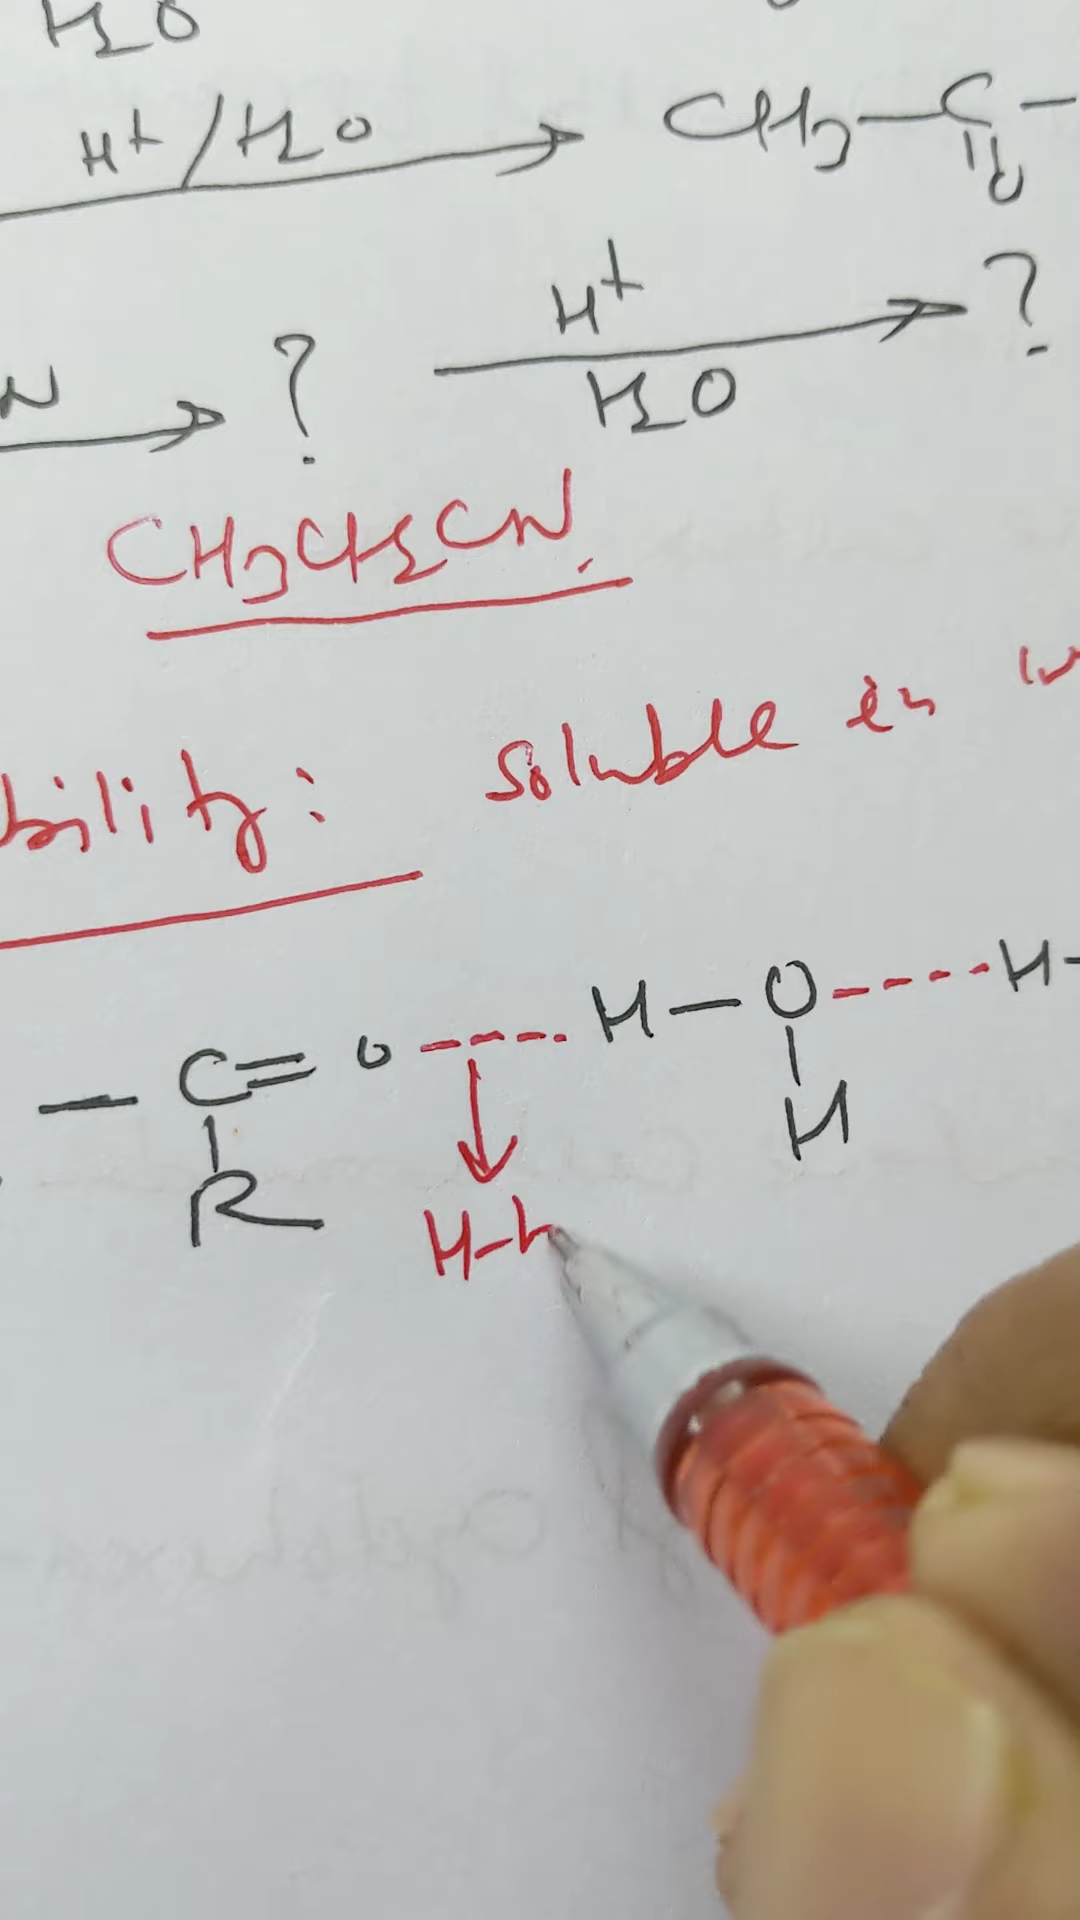 H2O
H+/H2O → CH3—C—
||
O
N → ? H+ → ?
H2O
CH3CH2CN.
bility: soluble in w
— C = O ----- H — O ----- H-
| ↓ |
R H-b H